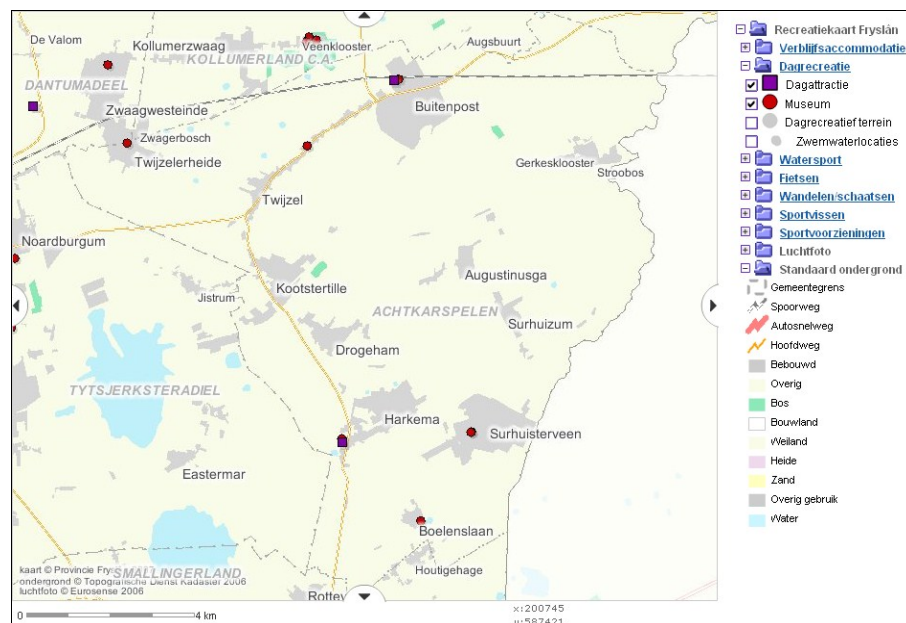 De Valom
Kollumerzwaag
Veenklooster
Augsbuurt
KOLLUMERLAND C.A.
DANTUMADEEL
Zwaagwesteinde
Buitenpost
Zwagerbosch
Twijzelerheide
Gerkesklooster
Stroobos
Twijzel
Noardburgum
Augustinusga
Jistrum
Kootstertille
ACHTKARSPELEN
Surhuizum
Drogeham
TYTSJERKSTERADIEL
Harkema
Surhuisterveen
Eastermar
Boelenslaan
Houtigehage
SMALLINGERLAND
kaart © Provincie Frys
ondergrond © Topografische Dienst Kadaster 2006
luchtfoto © Eurosense 2006
Rottev
0 4 km
x:200745
y:587421
Recreatiekaart Fryslân
Verblijfsaccommodatie
Dagrecreatie
Dagattractie
Museum
Dagrecreatief terrein
Zwemwaterlocaties
Watersport
Fietsen
Wandelen/schaatsen
Sportvissen
Sportvoorzieningen
Luchtfoto
Standaard ondergrond
Gemeentegrens
Spoorweg
Autosnelweg
Hoofdweg
Bebouwd
Overig
Bos
Bouwland
Weiland
Heide
Zand
Overig gebruik
Water